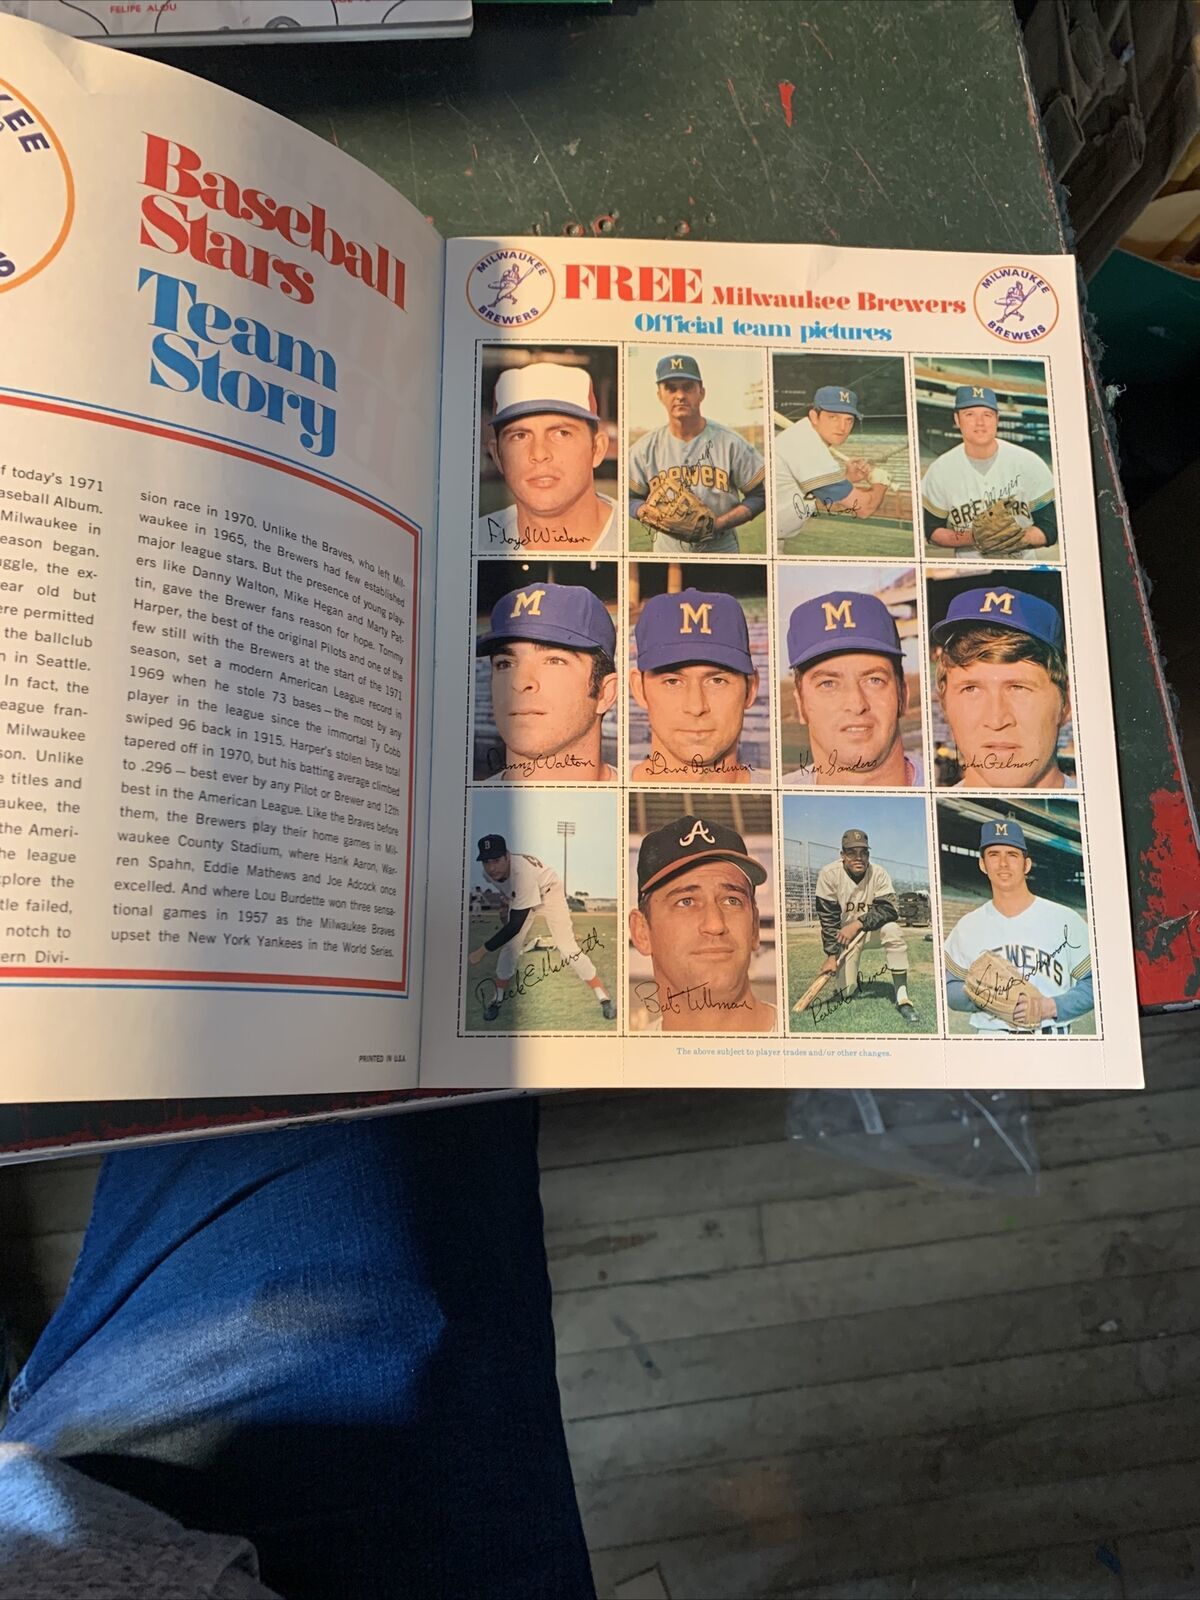 FELIPE ALOU
Baseball
Stars
Team
Story
f today's 1971
aseball Album.
Milwaukee in
eason began.
uggle, the ex-
ear old but
ere permitted
the ballclub
n in Seattle.
In fact, the
eague fran-
Milwaukee
son. Unlike
e titles and
aukee, the
the Ameri-
he league
xplore the
tle failed,
notch to
ern Divi-
sion race in 1970. Unlike the Braves, who left Mil-
waukee in 1965, the Brewers had few established
major league stars. But the presence of young play-
ers like Danny Walton, Mike Hegan and Marty Pat-
tin, gave the Brewer fans reason for hope. Tommy
Harper, the best of the original Pilots and one of the
few still with the Brewers at the start of the 1971
season, set a modern American League record in
1969 when he stole 73 bases — the most by any
player in the league since the immortal Ty Cobb
swiped 96 back in 1915. Harper's stolen base total
tapered off in 1970, but his batting average climbed
to .296 — best ever by any Pilot or Brewer and 12th
best in the American League. Like the Braves before
them, the Brewers play their home games in Mil-
waukee County Stadium, where Hank Aaron, War-
ren Spahn, Eddie Mathews and Joe Adcock once
excelled. And where Lou Burdette won three sensa-
tional games in 1957 as the Milwaukee Braves
upset the New York Yankees in the World Series.
PRINTED IN U.S.A.
MILWAUKEE
BREWERS
FREE Milwaukee Brewers
Official team pictures
MILWAUKEE
BREWERS
Floyd Wicker
M
BREWER
M
Phil Roof
M
BREWERS
M
Danny Walton
M
Dave Baldwin
M
Ken Sanders
M
John Gelnar
B
Dick Ellsworth
A
Bob Tillman
Roberto Pena
M
BREWERS
Skip Lockwood
The above subject to player trades and/or other changes.